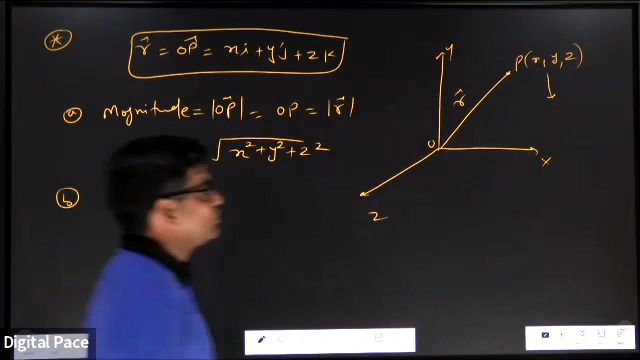 * r⃗ = OP⃗ = xi + yj + zk
(a) Magnitude = |OP⃗| = OP = |r⃗|
√x² + y² + z²
(b)
y
P(x, y, z)
r⃗
O
x
z
Digital Pace